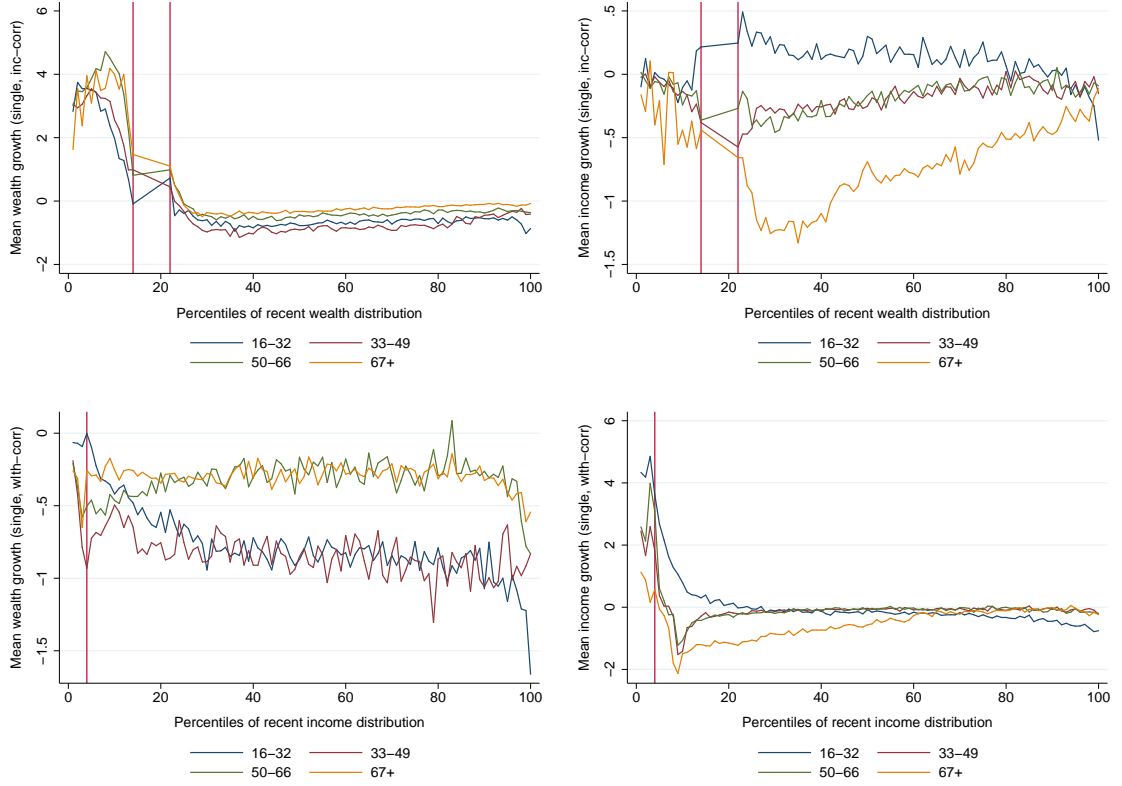 Mean wealth growth (single, inc−corr)
6
4
2
0
−2
0 20 40 60 80 100
Percentiles of recent wealth distribution
16−32 33−49
50−66 67+
Mean income growth (single, inc−corr)
.5
0
−.5
−1
−1.5
0 20 40 60 80 100
Percentiles of recent wealth distribution
16−32 33−49
50−66 67+
Mean wealth growth (single, wlth−corr)
0
−.5
−1
−1.5
0 20 40 60 80 100
Percentiles of recent income distribution
16−32 33−49
50−66 67+
Mean income growth (single, wlth−corr)
6
4
2
0
−2
0 20 40 60 80 100
Percentiles of recent income distribution
16−32 33−49
50−66 67+